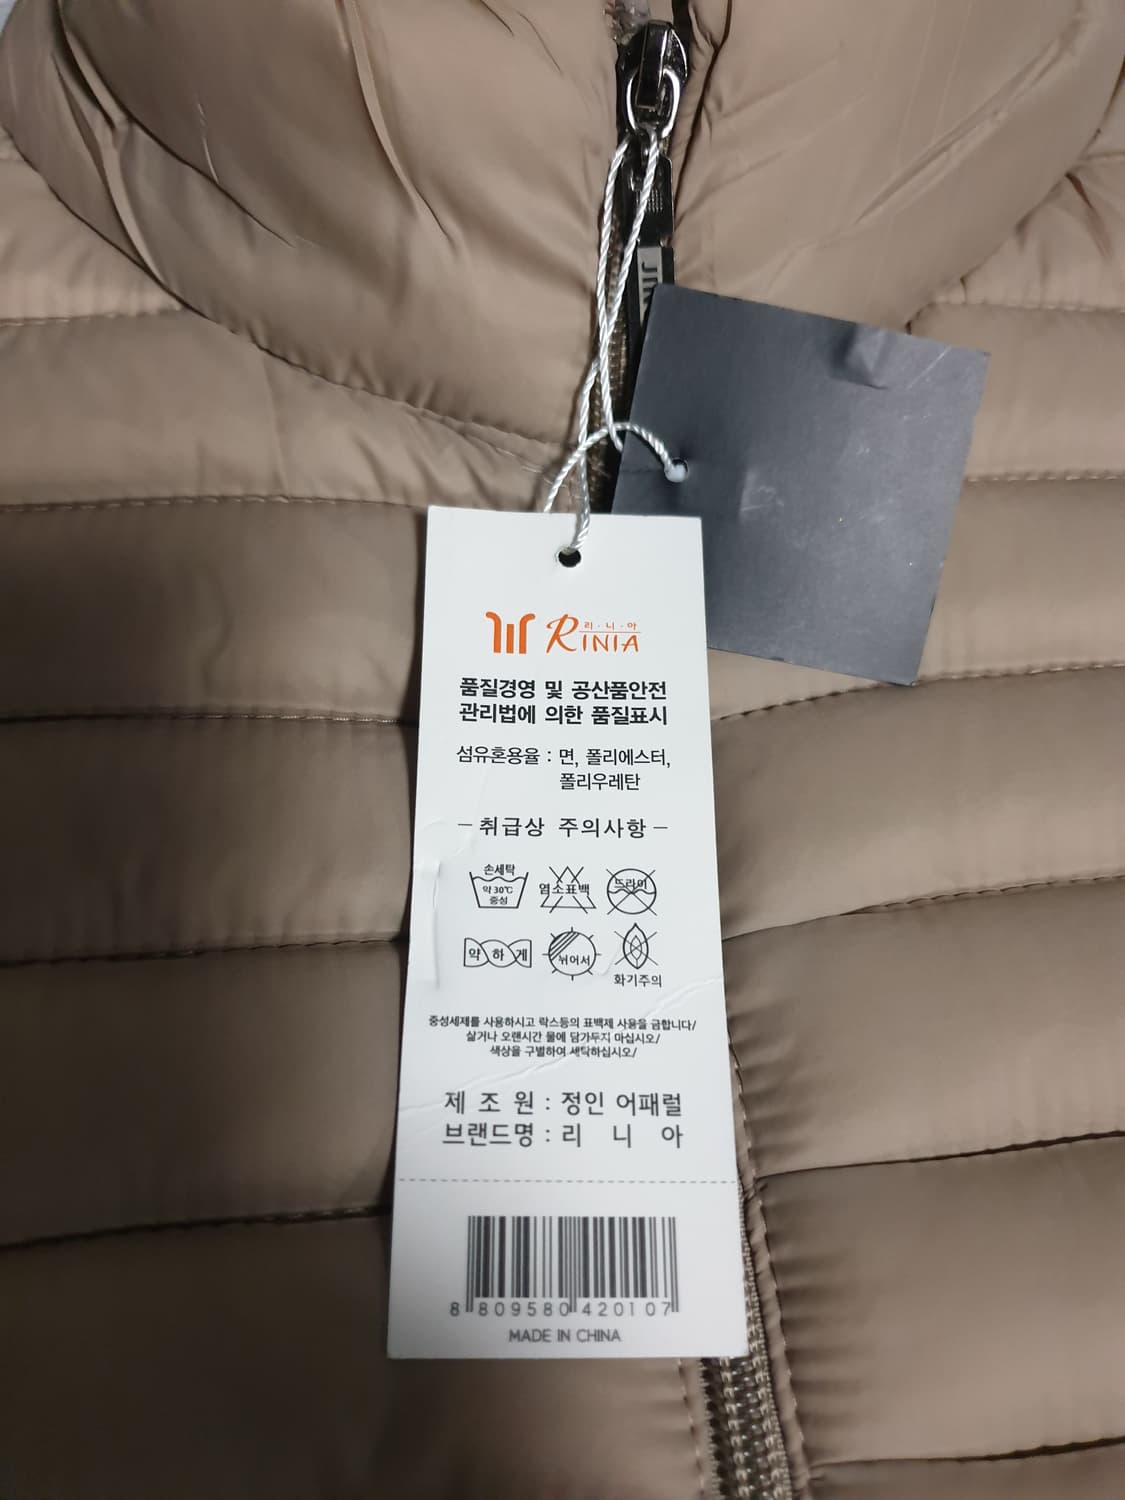 리·니·아
RINIA
품질경영 및 공산품안전
관리법에 의한 품질표시
섬유혼용율 : 면, 폴리에스터,
폴리우레탄
- 취급상 주의사항 -
손세탁
약 30℃
중성
염소표백
드라이
약하게
뉘어서
화기주의
중성세제를 사용하시고 락스등의 표백제 사용을 금합니다/
삶거나 오랜시간 물에 담가두지 마십시오/
색상을 구별하여 세탁하십시오/
제 조 원 : 정인 어패럴
브랜드명 : 리 니 아
8 809580 420107
MADE IN CHINA